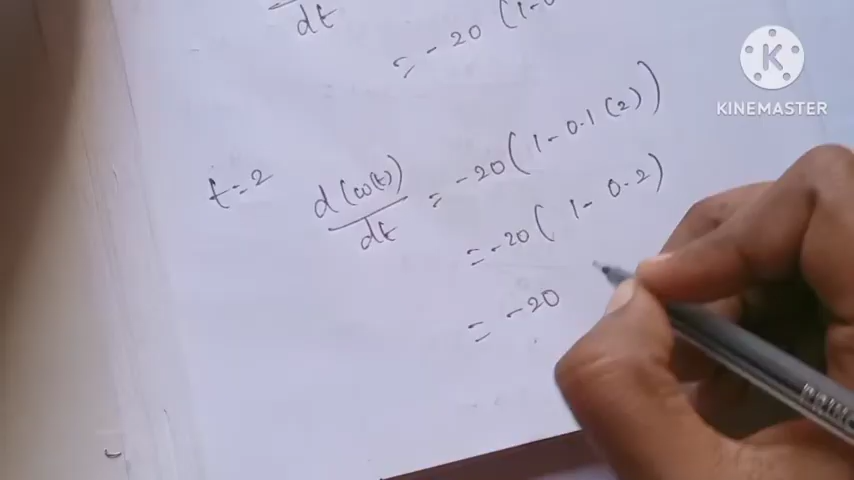 dt
= -20 (1-0
KINEMASTER
t=2 d(ω(t))/dt = -20(1-0.1(2))
= -20(1-0.2)
= -20